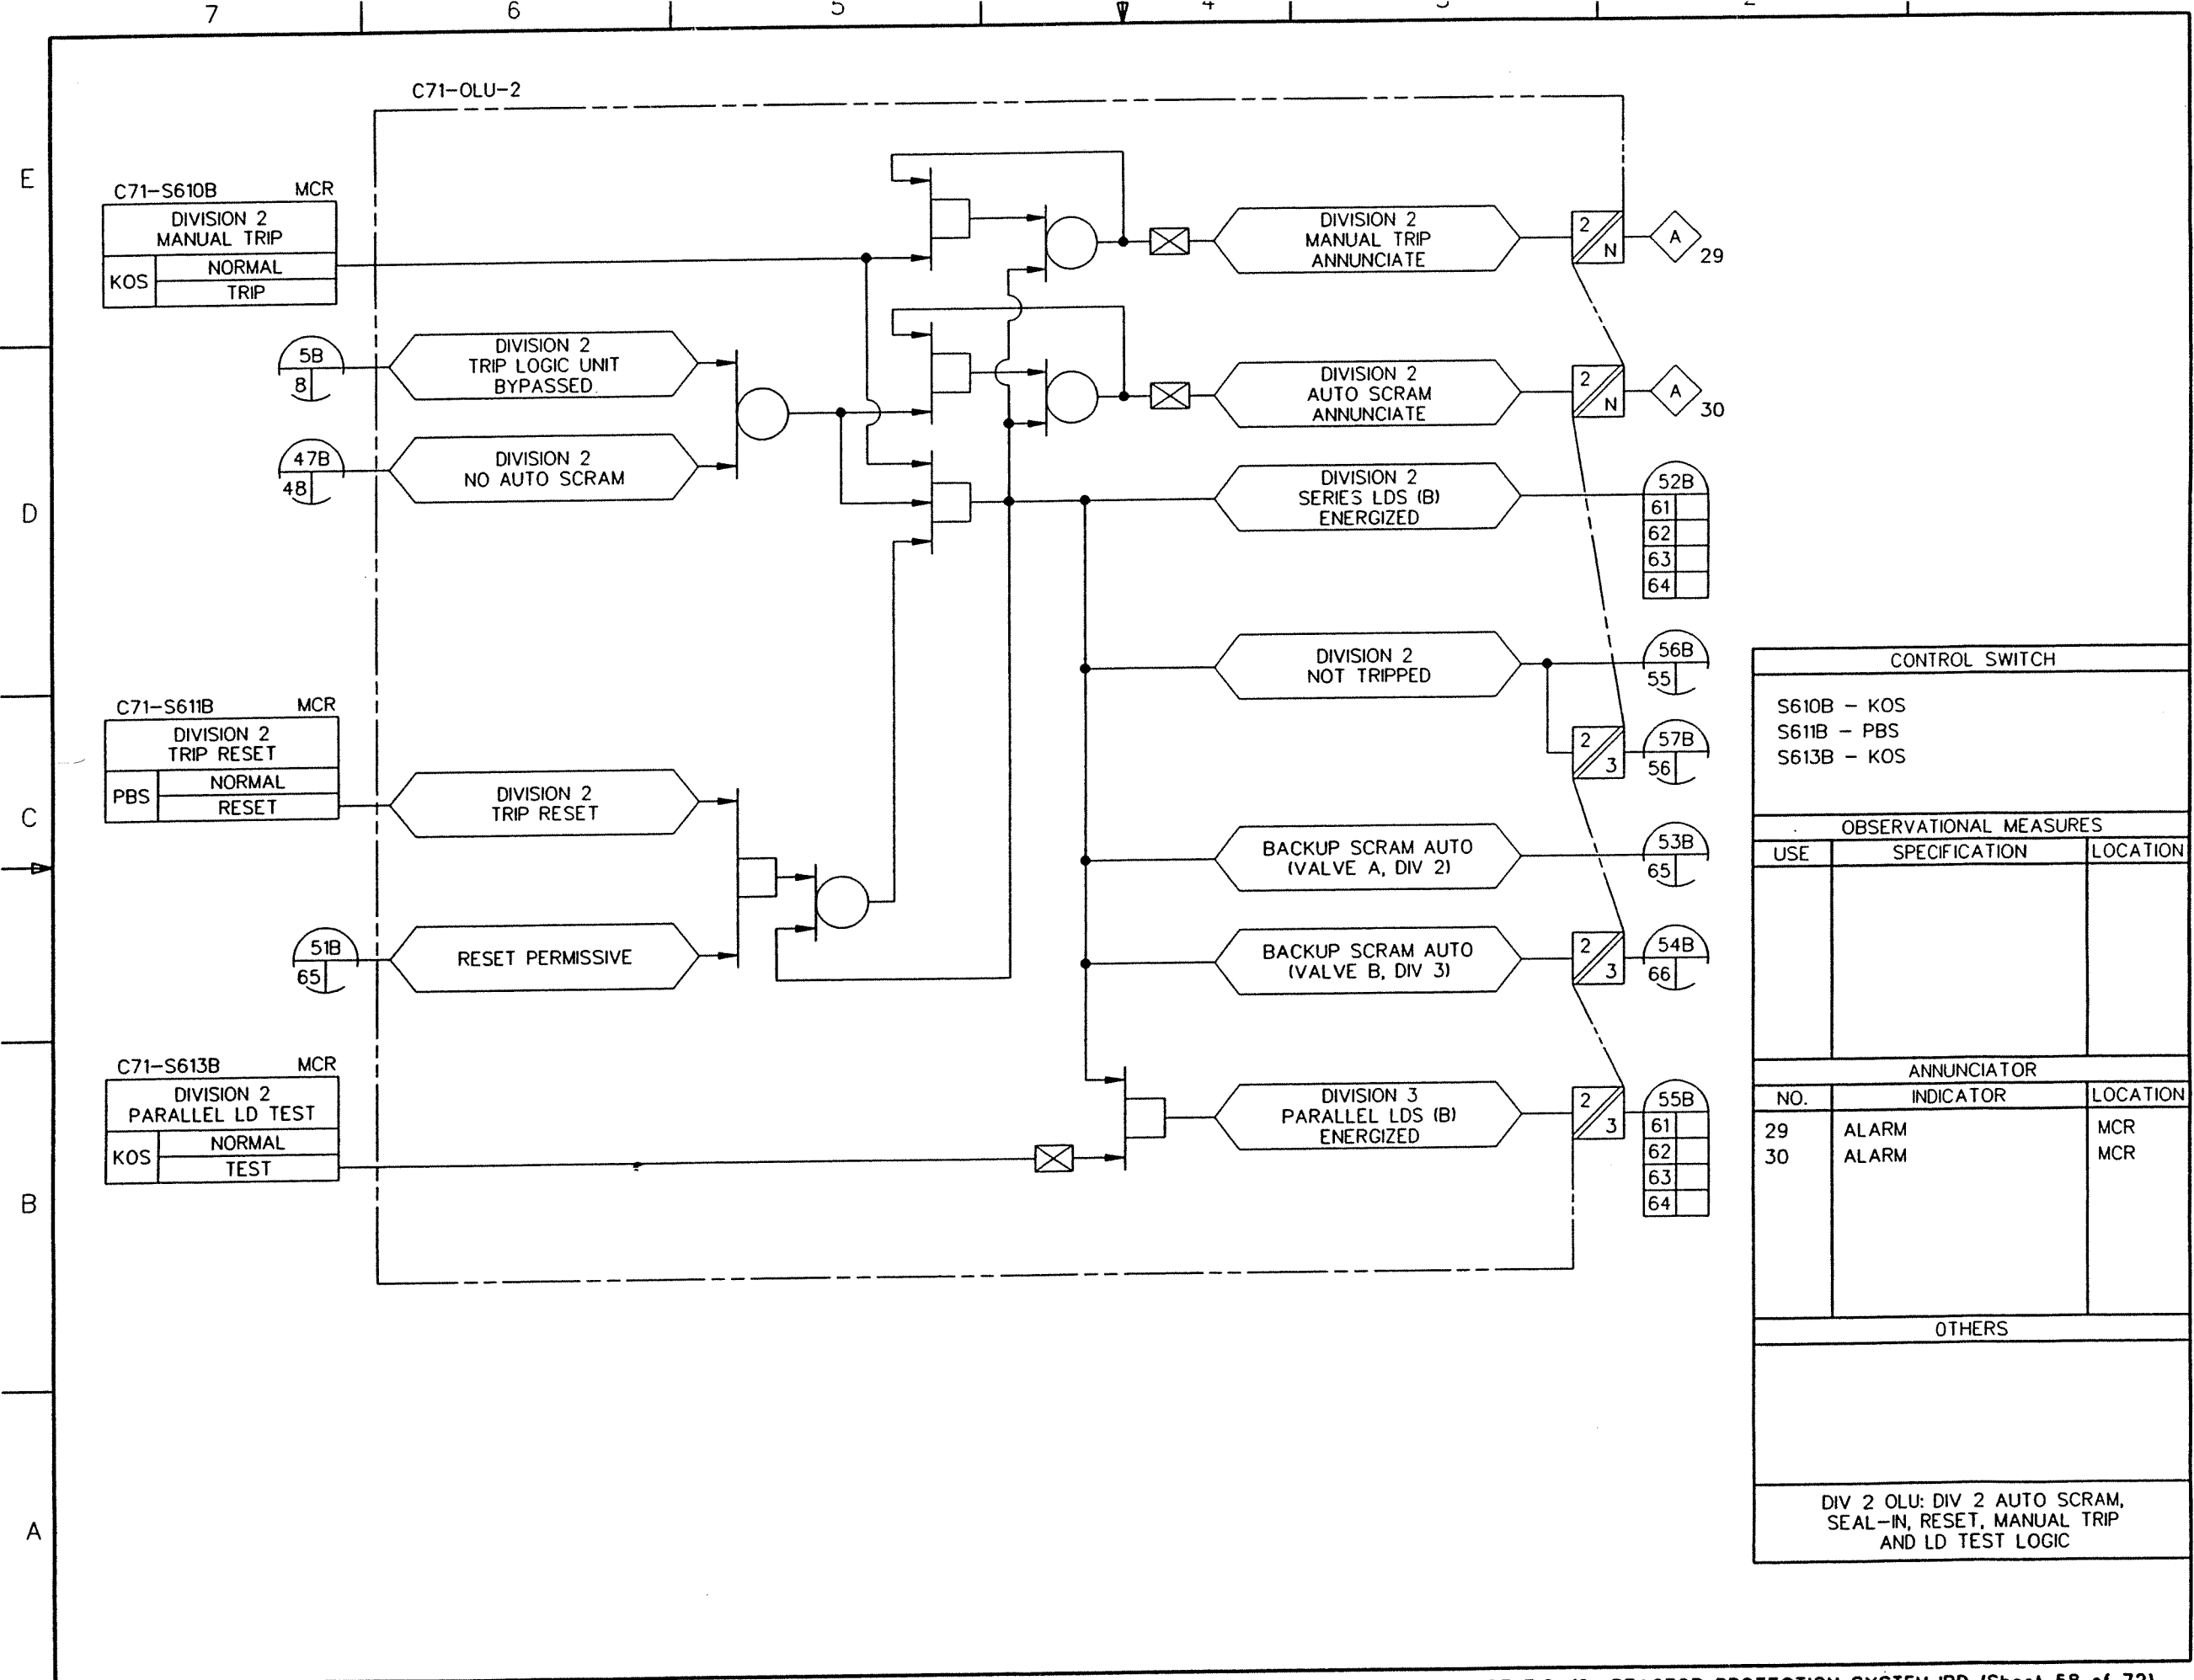 7 6 5 4
C71-OLU-2
E
C71-S610B MCR
DIVISION 2
MANUAL TRIP
KOS NORMAL
TRIP
DIVISION 2
MANUAL TRIP
ANNUNCIATE
2
N
A
29
5B
8
DIVISION 2
TRIP LOGIC UNIT
BYPASSED.
DIVISION 2
AUTO SCRAM
ANNUNCIATE
2
N
A
30
47B
48
DIVISION 2
NO AUTO SCRAM
D
DIVISION 2
SERIES LDS (B)
ENERGIZED
52B
61
62
63
64
DIVISION 2
NOT TRIPPED
56B
55
2
3
57B
56
C71-S611B MCR
DIVISION 2
TRIP RESET
PBS NORMAL
RESET
DIVISION 2
TRIP RESET
C
BACKUP SCRAM AUTO
(VALVE A, DIV 2)
53B
65
51B
65
RESET PERMISSIVE
BACKUP SCRAM AUTO
(VALVE B, DIV 3)
2
3
54B
66
C71-S613B MCR
DIVISION 2
PARALLEL LD TEST
KOS NORMAL
TEST
DIVISION 3
PARALLEL LDS (B)
ENERGIZED
2
3
55B
61
62
63
64
B
A
CONTROL SWITCH
S610B - KOS
S611B - PBS
S613B - KOS
OBSERVATIONAL MEASURES
USE SPECIFICATION LOCATION
ANNUNCIATOR
NO. INDICATOR LOCATION
29 ALARM MCR
30 ALARM MCR
OTHERS
DIV 2 OLU: DIV 2 AUTO SCRAM,
SEAL-IN, RESET, MANUAL TRIP
AND LD TEST LOGIC
REACTOR PROTECTION SYSTEM IBD (Sheet 58 of 72)